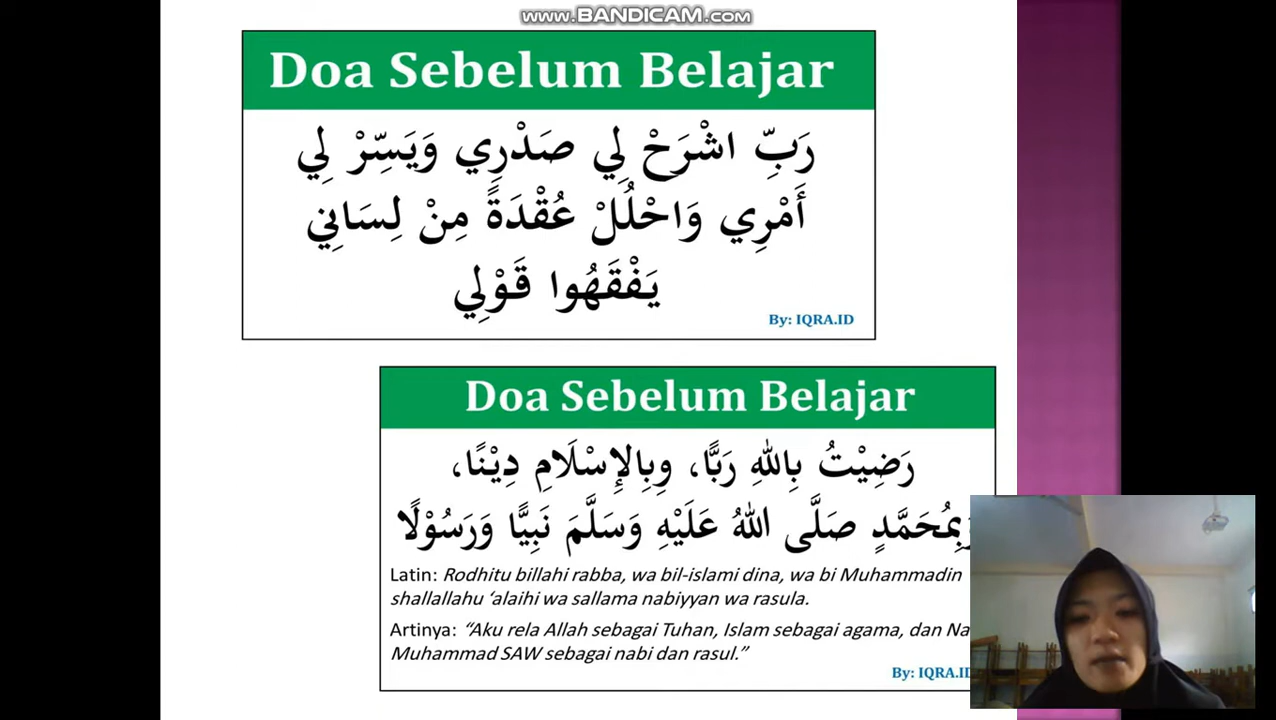 www.BANDICAM.com
Doa Sebelum Belajar
رَبِّ اشْرَحْ لِي صَدْرِي وَيَسِّرْ لِي
أَمْرِي وَاحْلُلْ عُقْدَةً مِنْ لِسَانِي
يَفْقَهُوا قَوْلِي
By: IQRA.ID
Doa Sebelum Belajar
رَضِيْتُ بِاللهِ رَبًّا، وَبِالإِسْلَامِ دِيْنًا،
وَبِمُحَمَّدٍ صَلَّى اللهُ عَلَيْهِ وَسَلَّمَ نَبِيًّا وَرَسُوْلًا
Latin: Rodhitu billahi rabba, wa bil-islami dina, wa bi Muhammadin
shallallahu ‘alaihi wa sallama nabiyyan wa rasula.
Artinya: “Aku rela Allah sebagai Tuhan, Islam sebagai agama, dan Na
Muhammad SAW sebagai nabi dan rasul.”
By: IQRA.ID